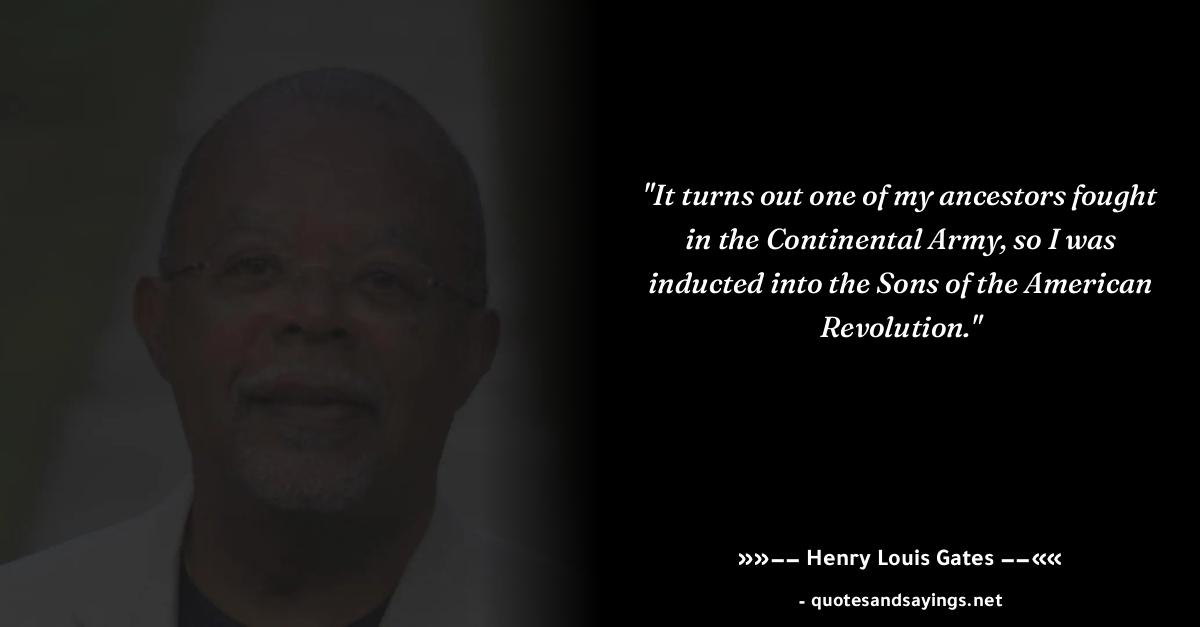 "It turns out one of my ancestors fought
in the Continental Army, so I was
inducted into the Sons of the American
Revolution."
»»−− Henry Louis Gates −−««
- quotesandsayings.net